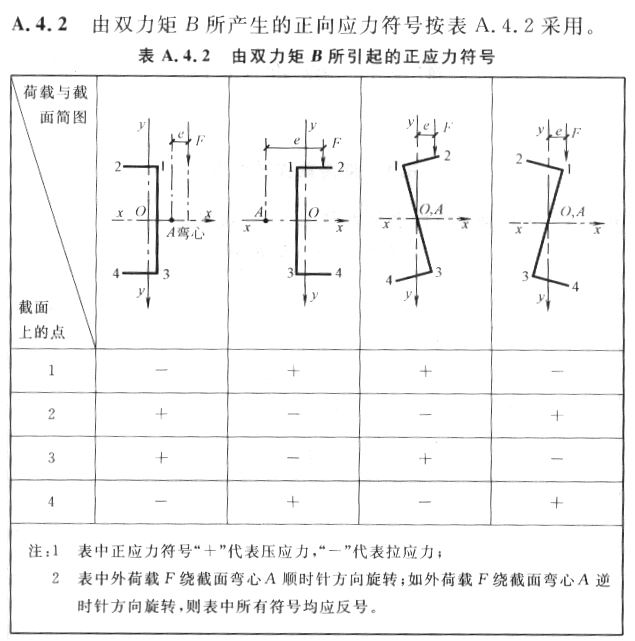 A.4.2 由双力矩 B 所产生的正向应力符号按表 A.4.2 采用。
表 A.4.2 由双力矩 B 所引起的正应力符号
荷载与截
面简图
截面
上的点
y e F
2 1
x O x
A弯心
4 3
y
y
e F
1 2
A O
x x
3 4
y
y e F
1 2
O,A
x x
4 3
y
y e F
2 1
O,A
x x
3 4
y
1 − + + −
2 + − − +
3 + − + −
4 − + − +
注:1 表中正应力符号“+”代表压应力,“−”代表拉应力;
2 表中外荷载 F 绕截面弯心 A 顺时针方向旋转;如外荷载 F 绕截面弯心 A 逆
时针方向旋转,则表中所有符号均应反号。